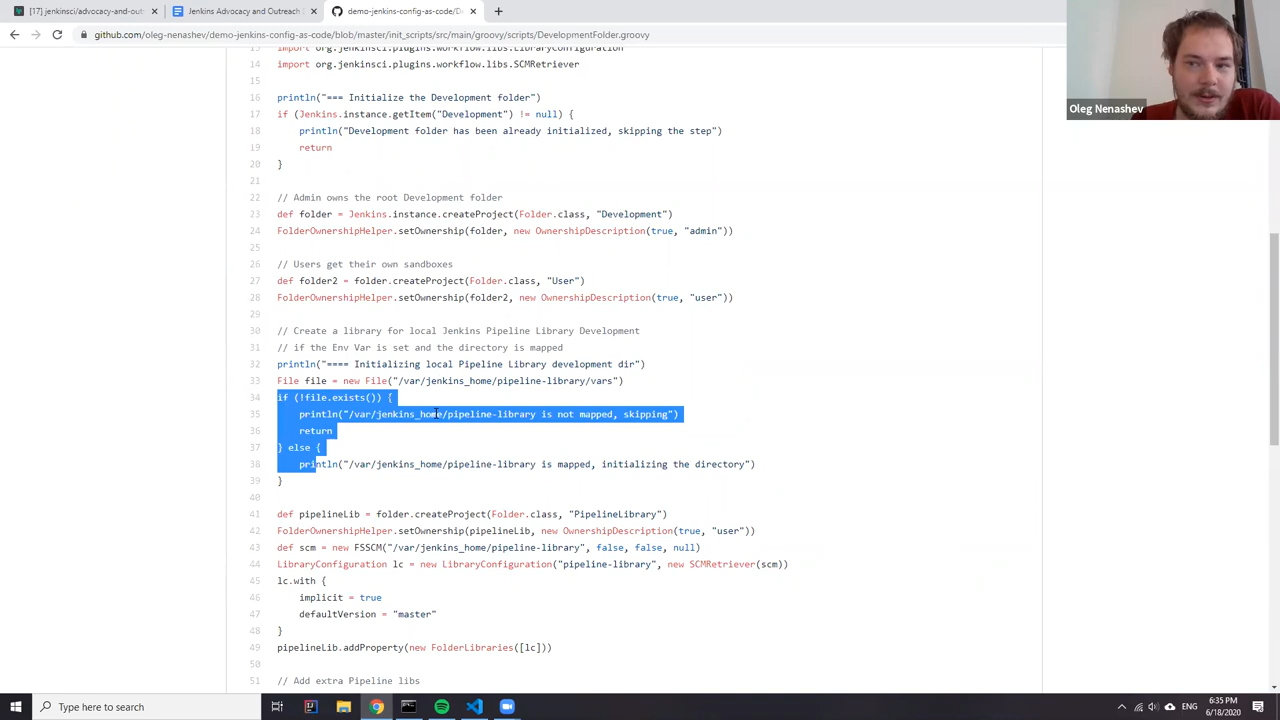 [17] jenkinsci/advocacy-and-out
Jenkins Advocacy and Outreach S
demo-jenkins-config-as-code/De
github.com/oleg-nenashev/demo-jenkins-config-as-code/blob/master/init_scripts/src/main/groovy/scripts/DevelopmentFolder.groovy
Oleg Nenashev
13 import org.jenkinsci.plugins.workflow.libs.LibraryConfiguration
14 import org.jenkinsci.plugins.workflow.libs.SCMRetriever
15
16 println("=== Initialize the Development folder")
17 if (Jenkins.instance.getItem("Development") != null) {
18 println("Development folder has been already initialized, skipping the step")
19 return
20 }
21
22 // Admin owns the root Development folder
23 def folder = Jenkins.instance.createProject(Folder.class, "Development")
24 FolderOwnershipHelper.setOwnership(folder, new OwnershipDescription(true, "admin"))
25
26 // Users get their own sandboxes
27 def folder2 = folder.createProject(Folder.class, "User")
28 FolderOwnershipHelper.setOwnership(folder2, new OwnershipDescription(true, "user"))
29
30 // Create a library for local Jenkins Pipeline Library Development
31 // if the Env Var is set and the directory is mapped
32 println("==== Initializing local Pipeline Library development dir")
33 File file = new File("/var/jenkins_home/pipeline-library/vars")
34 if (!file.exists()) {
35 println("/var/jenkins_home/pipeline-library is not mapped, skipping")
36 return
37 } else {
38 println("/var/jenkins_home/pipeline-library is mapped, initializing the directory")
39 }
40
41 def pipelineLib = folder.createProject(Folder.class, "PipelineLibrary")
42 FolderOwnershipHelper.setOwnership(pipelineLib, new OwnershipDescription(true, "user"))
43 def scm = new FSSCM("/var/jenkins_home/pipeline-library", false, false, null)
44 LibraryConfiguration lc = new LibraryConfiguration("pipeline-library", new SCMRetriever(scm))
45 lc.with {
46 implicit = true
47 defaultVersion = "master"
48 }
49 pipelineLib.addProperty(new FolderLibraries([lc]))
50
51 // Add extra Pipeline libs
Type here to search
ENG
6:35 PM
6/18/2020